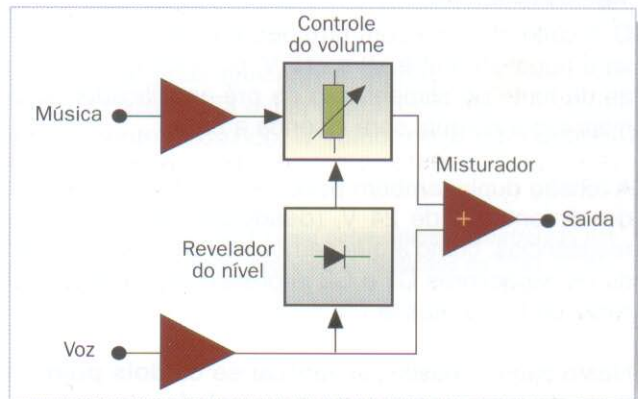 Controle
do volume
Música
Misturador
+
Saída
Revelador
do nível
Voz